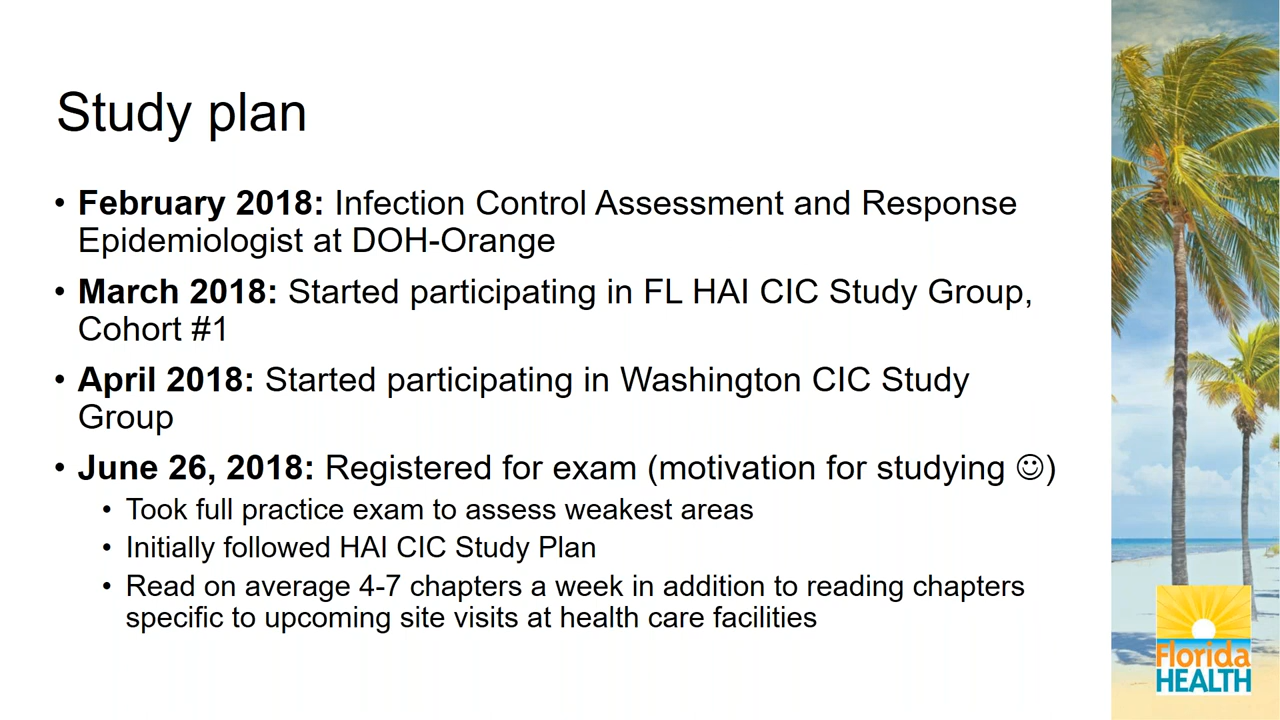 Study plan
• February 2018: Infection Control Assessment and Response
Epidemiologist at DOH-Orange
• March 2018: Started participating in FL HAI CIC Study Group,
Cohort #1
• April 2018: Started participating in Washington CIC Study
Group
• June 26, 2018: Registered for exam (motivation for studying ☺)
• Took full practice exam to assess weakest areas
• Initially followed HAI CIC Study Plan
• Read on average 4-7 chapters a week in addition to reading chapters
specific to upcoming site visits at health care facilities
Florida
HEALTH